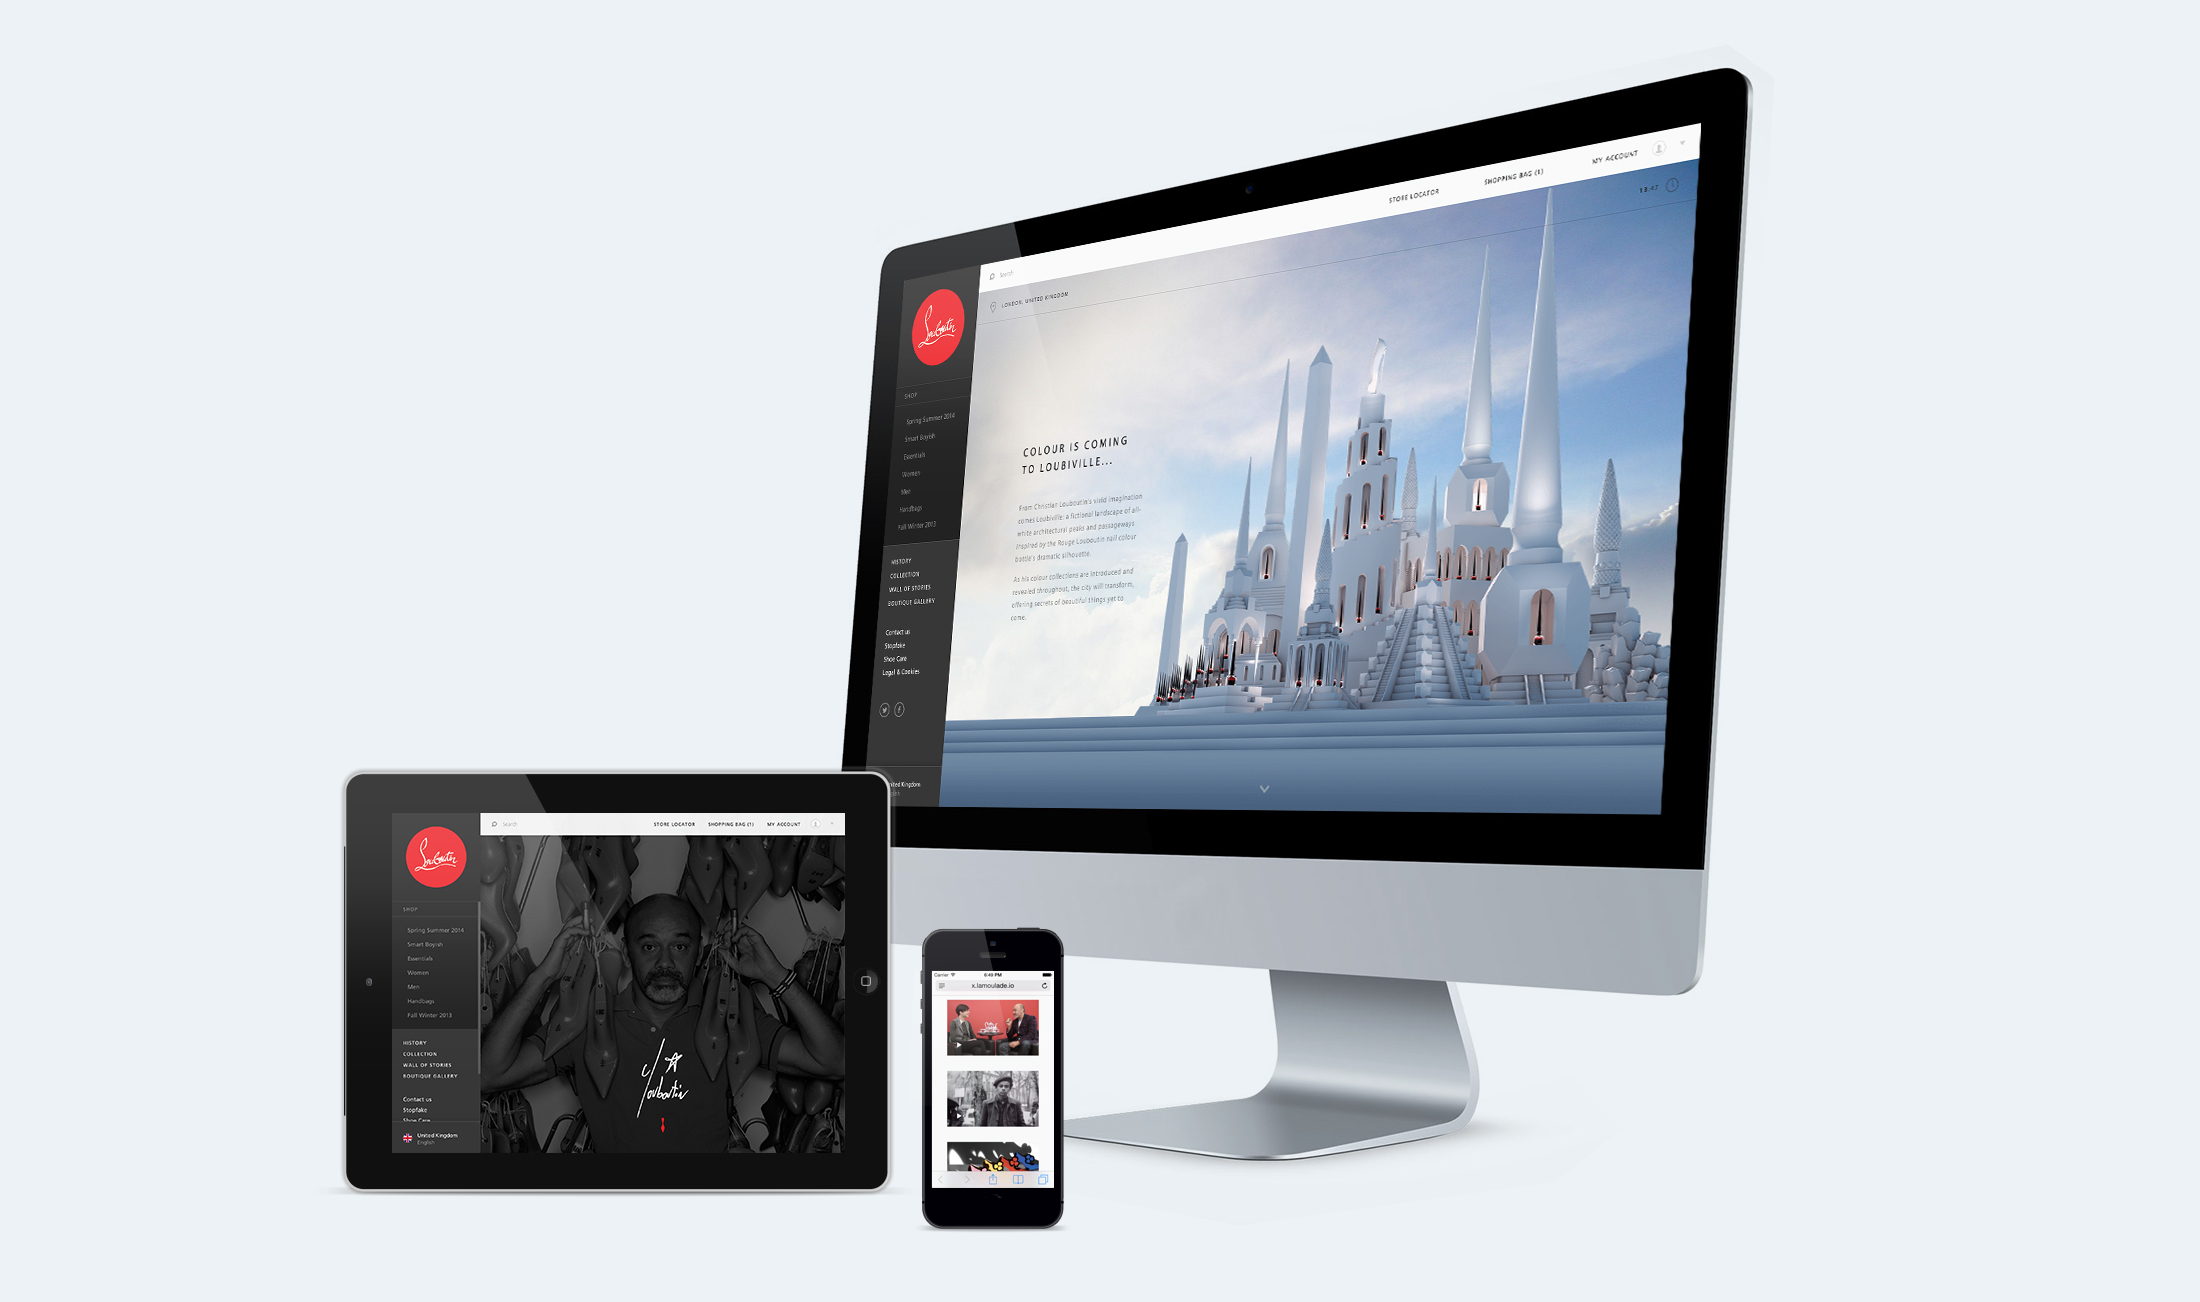 MY ACCOUNT
SHOPPING BAG (1)
STORE LOCATOR
Search
LONDON, UNITED KINGDOM
13:47
Louboutin
SHOP
Spring Summer 2014
Smart Boyish
Essentials
Women
Men
Handbags
Fall Winter 2013
HISTORY
COLLECTION
WALL OF STORIES
BOUTIQUE GALLERY
Contact us
Stopfake
Shoe Care
Legal & Cookies
United Kingdom
COLOUR IS COMING
TO LOUBIVILLE...
From Christian Louboutin's vivid imagination
comes Loubiville: a fictional landscape of all-
white architectural peaks and passageways
inspired by the Rouge Louboutin nail colour
bottle's dramatic silhouette.
As his colour collections are introduced and
revealed throughout, the city will transform,
offering secrets of beautiful things yet to
come.
Louboutin
Search
STORE LOCATOR
SHOPPING BAG (1)
MY ACCOUNT
SHOP
Spring Summer 2014
Smart Boyish
Essentials
Women
Men
Handbags
Fall Winter 2013
HISTORY
COLLECTION
WALL OF STORIES
BOUTIQUE GALLERY
Contact us
Stopfake
Shoe Care
United Kingdom
English
Louboutin
Carrier
6:49 PM
x.lamoulade.io